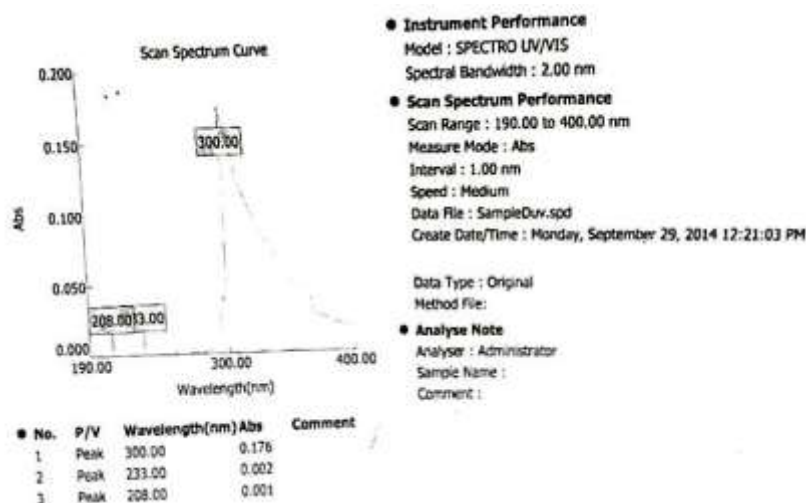 Scan Spectrum Curve
0.200
0.150
0.100
0.050
0.000
Abs
300.00
208.00
33.00
190.00
300.00
400.00
Wavelength(nm)
● No. P/V Wavelength(nm) Abs Comment
1 Peak 300.00 0.176
2 Peak 233.00 0.002
3 Peak 208.00 0.001
● Instrument Performance
Model : SPECTRO UV/VIS
Spectral Bandwidth : 2.00 nm
● Scan Spectrum Performance
Scan Range : 190.00 to 400.00 nm
Measure Mode : Abs
Interval : 1.00 nm
Speed : Medium
Data File : SampleDuv.spd
Create Date/Time : Monday, September 29, 2014 12:21:03 PM
Data Type : Original
Method File:
● Analyse Note
Analyser : Administrator
Sample Name :
Comment :